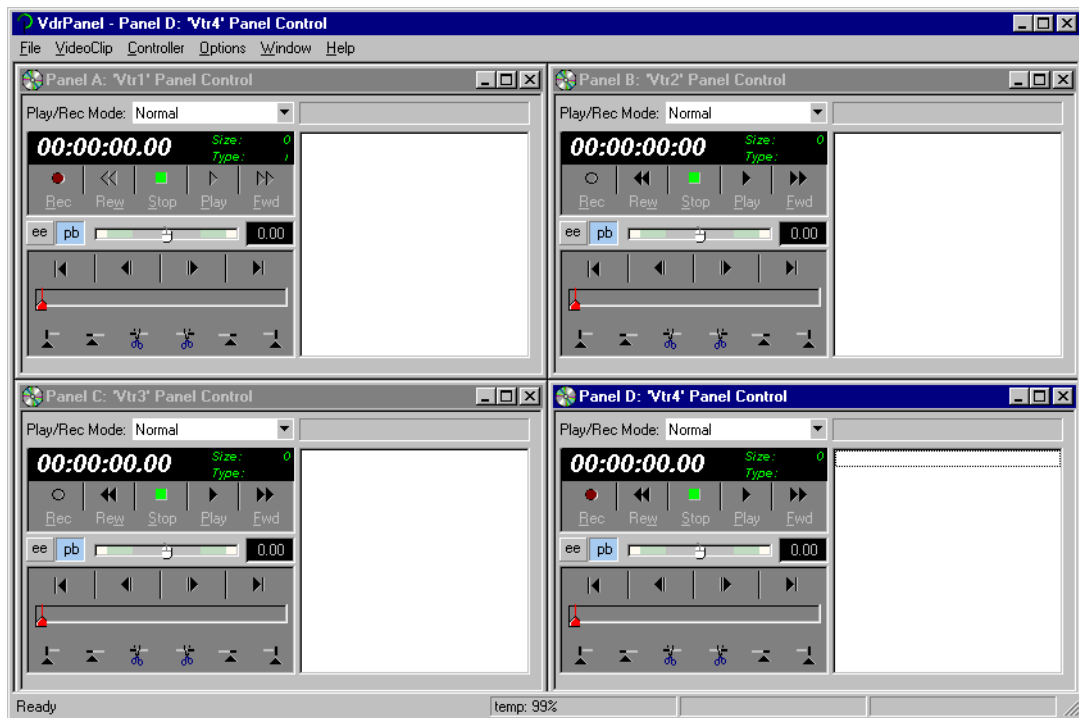 VdrPanel - Panel D: 'Vtr4' Panel Control
File VideoClip Controller Options Window Help
Panel A: 'Vtr1' Panel Control
Play/Rec Mode: Normal
00:00:00.00 Size: 0
Type: 1
Rec Rew Stop Play Fwd
ee pb 0.00
Panel B: 'Vtr2' Panel Control
Play/Rec Mode: Normal
00:00:00:00 Size: 0
Type:
Rec Rew Stop Play Fwd
ee pb 0.00
Panel C: 'Vtr3' Panel Control
Play/Rec Mode: Normal
00:00:00.00 Size: 0
Type:
Rec Rew Stop Play Fwd
ee pb 0.00
Panel D: 'Vtr4' Panel Control
Play/Rec Mode: Normal
00:00:00.00 Size: 0
Type:
Rec Rew Stop Play Fwd
ee pb 0.00
Ready temp: 99%